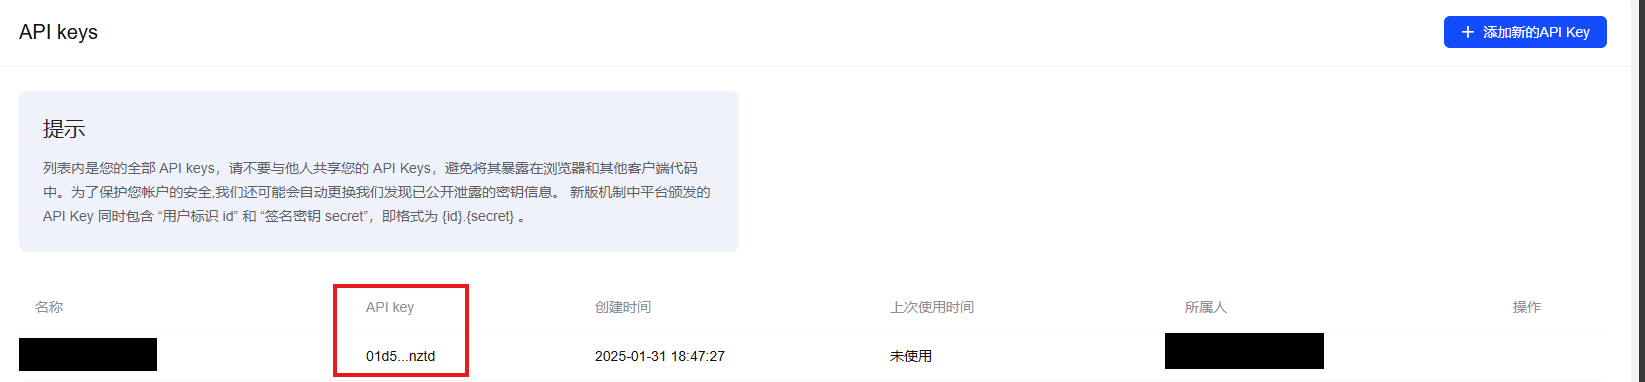 API keys
添加新的API Key
提示
列表内是您的全部 API keys，请不要与他人共享您的 API Keys，避免将其暴露在浏览器和其他客户端代码
中。为了保护您帐户的安全,我们还可能会自动更换我们发现已公开泄露的密钥信息。 新版机制中平台颁发的
API Key 同时包含 “用户标识 id” 和 “签名密钥 secret”，即格式为 {id}.{secret} 。
名称 API key 创建时间 上次使用时间 所属人 操作
01d5...nztd 2025-01-31 18:47:27 未使用